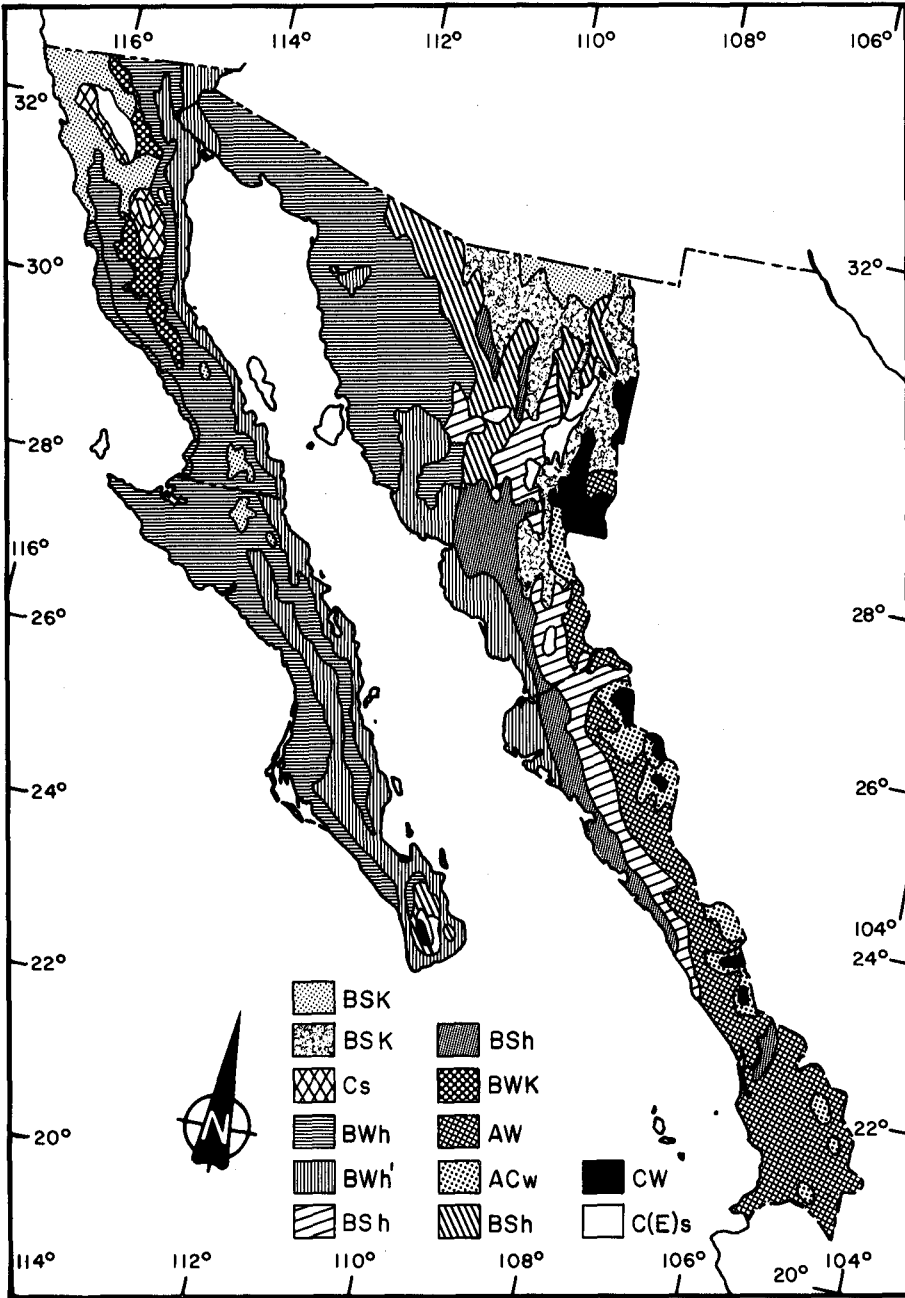 116° 114° 112° 110° 108° 106°
32°
30° 32°
28°
116°
26° 28°
24° 26°
104°
22° 24°
BSK
BSK BSh
Cs BWK
20° BWh AW 22°
BWh' ACw CW
BSh BSh C(E)s
N
114° 112° 110° 108° 106° 20° 104°